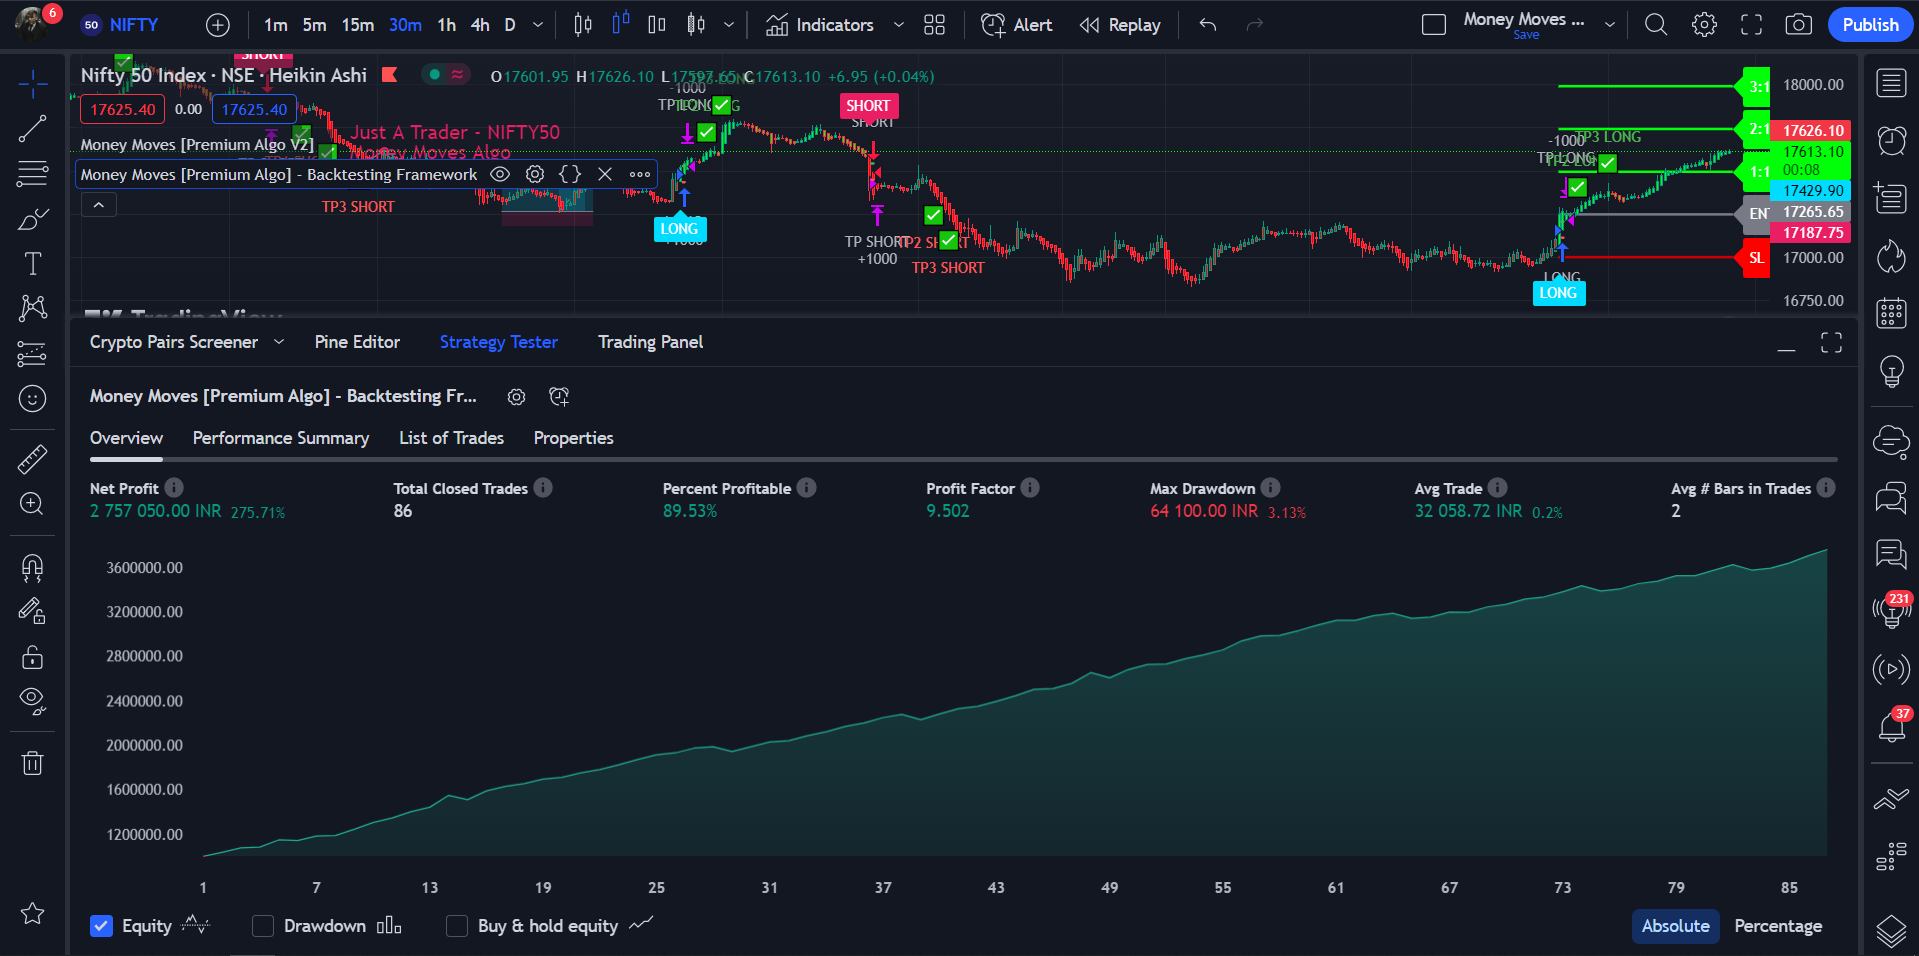 6
50 NIFTY 1m 5m 15m 30m 1h 4h D Indicators Alert Replay Money Moves ... Save Publish
SHORT
Nifty 50 Index · NSE · Heikin Ashi O17601.95 H17626.10 L17597.65 C17613.10 +6.95 (+0.04%)
17625.40 0.00 17625.40
Just A Trader - NIFTY50
Money Moves [Premium Algo V2]
Money Moves Algo
Money Moves [Premium Algo] - Backtesting Framework
TP3 SHORT
-1000
TP LONG
LONG
SHORT
SHORT
TP SHORT
+1000
TP2 SHORT
TP3 SHORT
TP3 LONG
-1000
TP LONG
TP2 LONG
LONG
LONG
3:1
2:1
1:1
EN
SL
18000.00
17626.10
17613.10
00:08
17429.90
17265.65
17187.75
17000.00
16750.00
TradingView
Crypto Pairs Screener Pine Editor Strategy Tester Trading Panel
Money Moves [Premium Algo] - Backtesting Fr...
Overview Performance Summary List of Trades Properties
Net Profit Total Closed Trades Percent Profitable Profit Factor Max Drawdown Avg Trade Avg # Bars in Trades
2 757 050.00 INR 275.71% 86 89.53% 9.502 64 100.00 INR 3.13% 32 058.72 INR 0.2% 2
3600000.00
3200000.00
2800000.00
2400000.00
2000000.00
1600000.00
1200000.00
1 7 13 19 25 31 37 43 49 55 61 67 73 79 85
Equity Drawdown Buy & hold equity Absolute Percentage
231
37